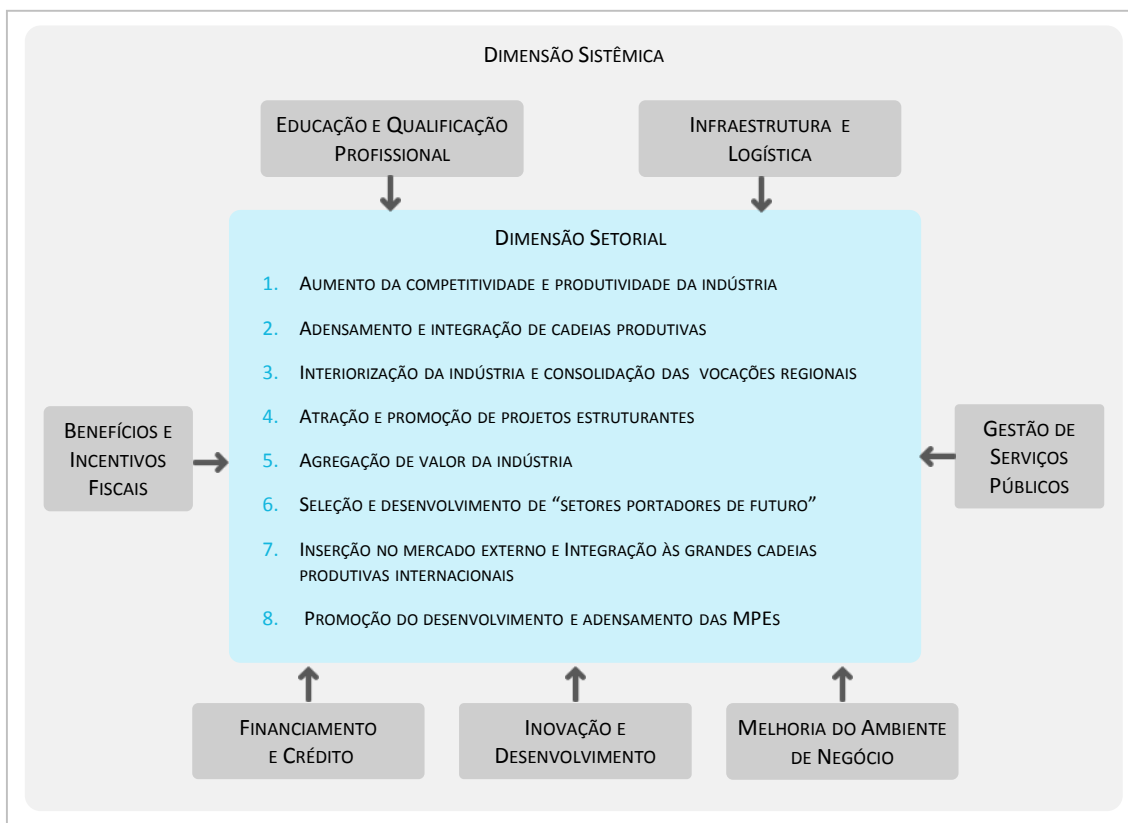 Dimensão Sistêmica
Educação e Qualificação
Profissional
Infraestrutura e
Logística
Dimensão Setorial
1. Aumento da competitividade e produtividade da indústria
2. Adensamento e integração de cadeias produtivas
3. Interiorização da indústria e consolidação das vocações regionais
4. Atração e promoção de projetos estruturantes
5. Agregação de valor da indústria
6. Seleção e desenvolvimento de “setores portadores de futuro”
7. Inserção no mercado externo e Integração às grandes cadeias
produtivas internacionais
8. Promoção do desenvolvimento e adensamento das MPEs
Benefícios e
Incentivos
Fiscais
Gestão de
Serviços
Públicos
Financiamento
e Crédito
Inovação e
Desenvolvimento
Melhoria do Ambiente
de Negócio